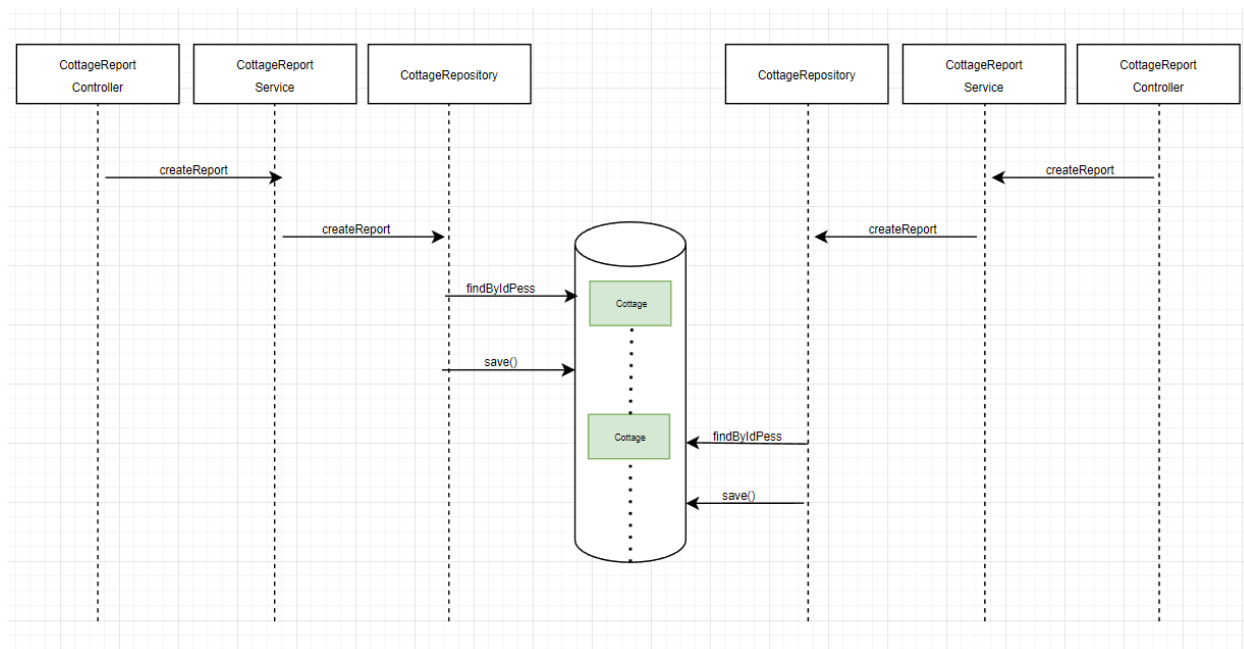 CottageReport
Controller
CottageReport
Service
CottageRepository
CottageRepository
CottageReport
Service
CottageReport
Controller
createReport
createReport
createReport
createReport
findByIdPess
Cottage
save()
Cottage
findByIdPess
save()